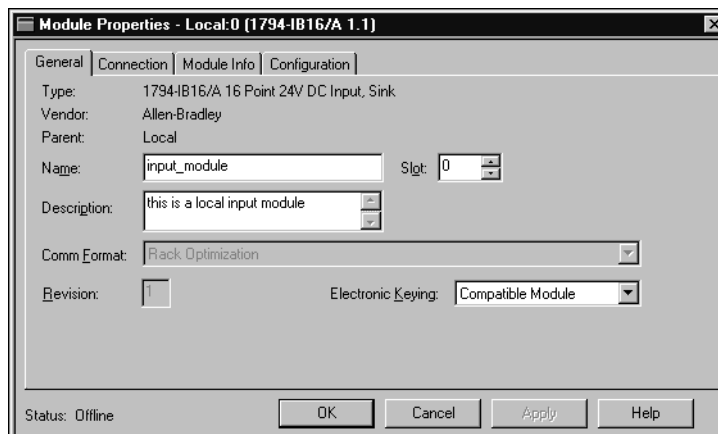 Module Properties - Local:0 (1794-IB16/A 1.1)
General Connection Module Info Configuration
Type: 1794-IB16/A 16 Point 24V DC Input, Sink
Vendor: Allen-Bradley
Parent: Local
Name: input_module Slot: 0
Description: this is a local input module
Comm Format: Rack Optimization
Revision: 1 Electronic Keying: Compatible Module
Status: Offline OK Cancel Apply Help